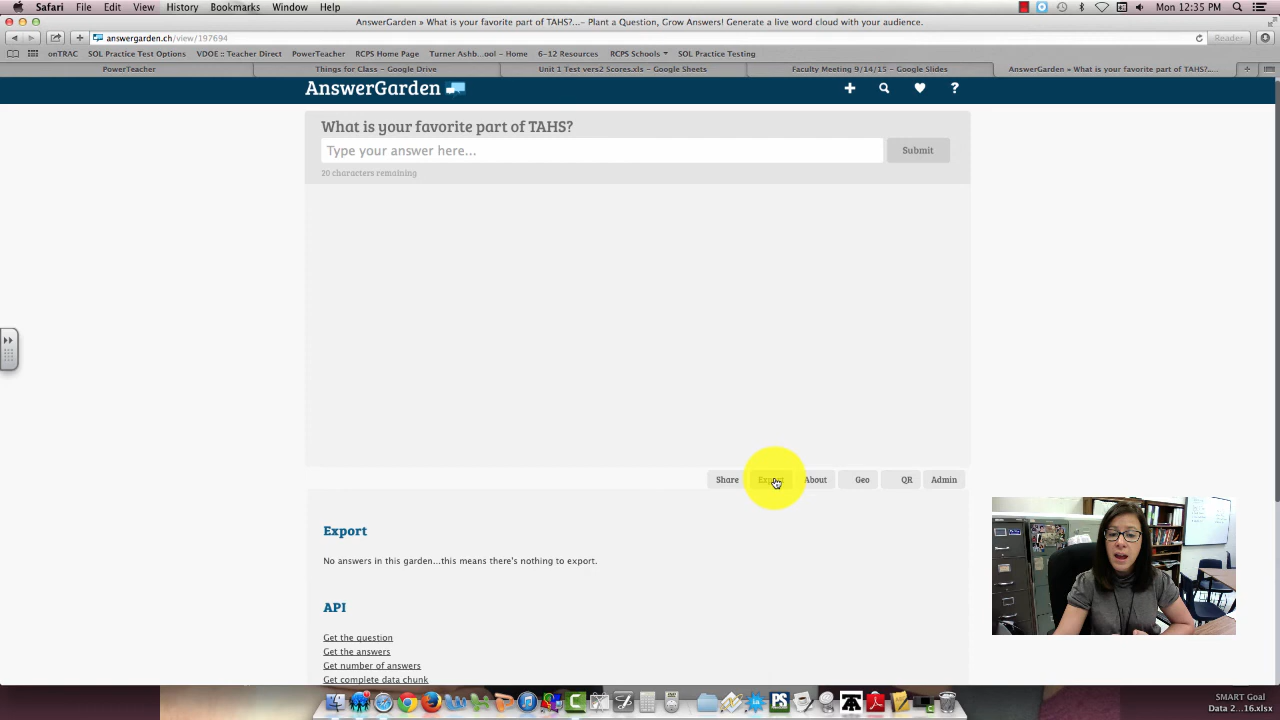 Safari File Edit View History Bookmarks Window Help Mon 12:35 PM
AnswerGarden » What is your favorite part of TAHS?...– Plant a Question, Grow Answers! Generate a live word cloud with your audience.
answergarden.ch/view/197694 Reader
onTRAC SOL Practice Test Options VDOE :: Teacher Direct PowerTeacher RCPS Home Page Turner Ashb...ool – Home 6–12 Resources RCPS Schools SOL Practice Testing
PowerTeacher Things for Class – Google Drive Unit 1 Test vers2 Scores.xls – Google Sheets Faculty Meeting 9/14/15 – Google Slides AnswerGarden » What is your favorite part of TAHS?...
AnswerGarden
What is your favorite part of TAHS?
Type your answer here... Submit
20 characters remaining
Share Export About Geo QR Admin
Export
No answers in this garden...this means there's nothing to export.
API
Get the question
Get the answers
Get number of answers
Get complete data chunk
SMART Goal
Data 2...16.xlsx